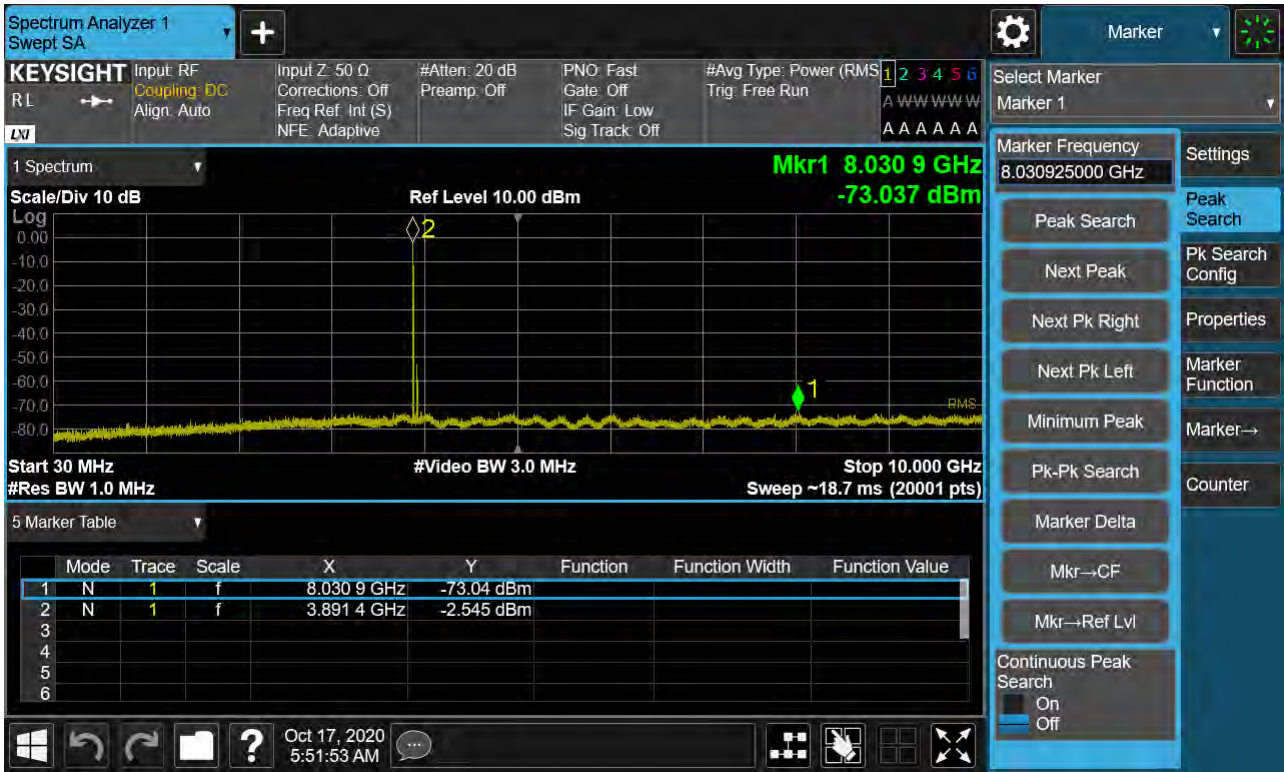 Spectrum Analyzer 1
Swept SA
+
Marker
KEYSIGHT
RL
LXI
Input: RF
Coupling: DC
Align: Auto
Input Z: 50 Ω
Corrections: Off
Freq Ref: Int (S)
NFE: Adaptive
#Atten: 20 dB
Preamp: Off
PNO: Fast
Gate: Off
IF Gain: Low
Sig Track: Off
#Avg Type: Power (RMS
Trig: Free Run
1 2 3 4 5 6
A W W W W W
A A A A A A
Select Marker
Marker 1
1 Spectrum
Mkr1 8.030 9 GHz
-73.037 dBm
Scale/Div 10 dB
Ref Level 10.00 dBm
Log
0.00
-10.0
-20.0
-30.0
-40.0
-50.0
-60.0
-70.0
-80.0
2
1
RMS
Start 30 MHz
#Video BW 3.0 MHz
Stop 10.000 GHz
#Res BW 1.0 MHz
Sweep ~18.7 ms (20001 pts)
5 Marker Table
Mode Trace Scale X Y Function Function Width Function Value
1 N 1 f 8.030 9 GHz -73.04 dBm
2 N 1 f 3.891 4 GHz -2.545 dBm
3
4
5
6
Marker Frequency
8.030925000 GHz
Peak Search
Next Peak
Next Pk Right
Next Pk Left
Minimum Peak
Pk-Pk Search
Marker Delta
Mkr→CF
Mkr→Ref Lvl
Continuous Peak
Search
On
Off
Settings
Peak
Search
Pk Search
Config
Properties
Marker
Function
Marker→
Counter
?
Oct 17, 2020
5:51:53 AM